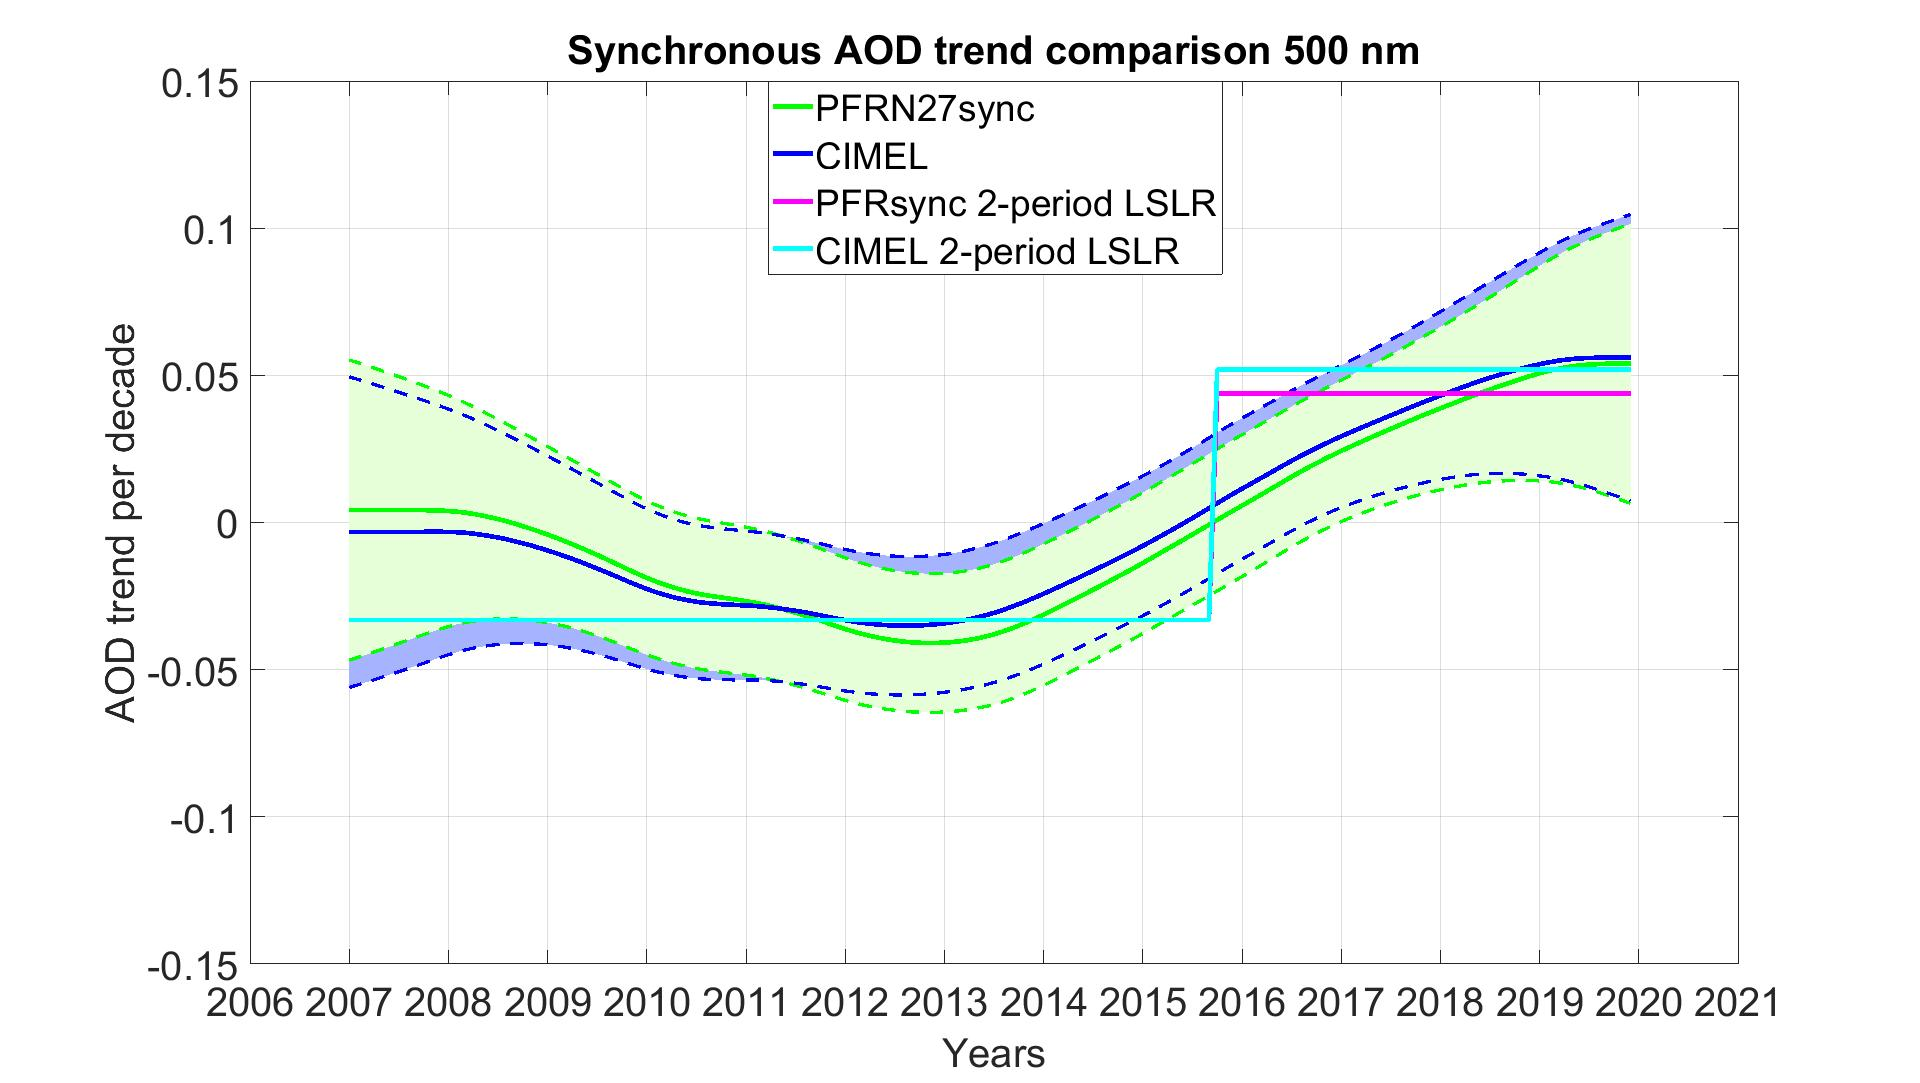 Synchronous AOD trend comparison 500 nm
PFRN27sync
CIMEL
PFRsync 2-period LSLR
CIMEL 2-period LSLR
AOD trend per decade
0.15
0.1
0.05
0
-0.05
-0.1
-0.15
2006 2007 2008 2009 2010 2011 2012 2013 2014 2015 2016 2017 2018 2019 2020 2021
Years